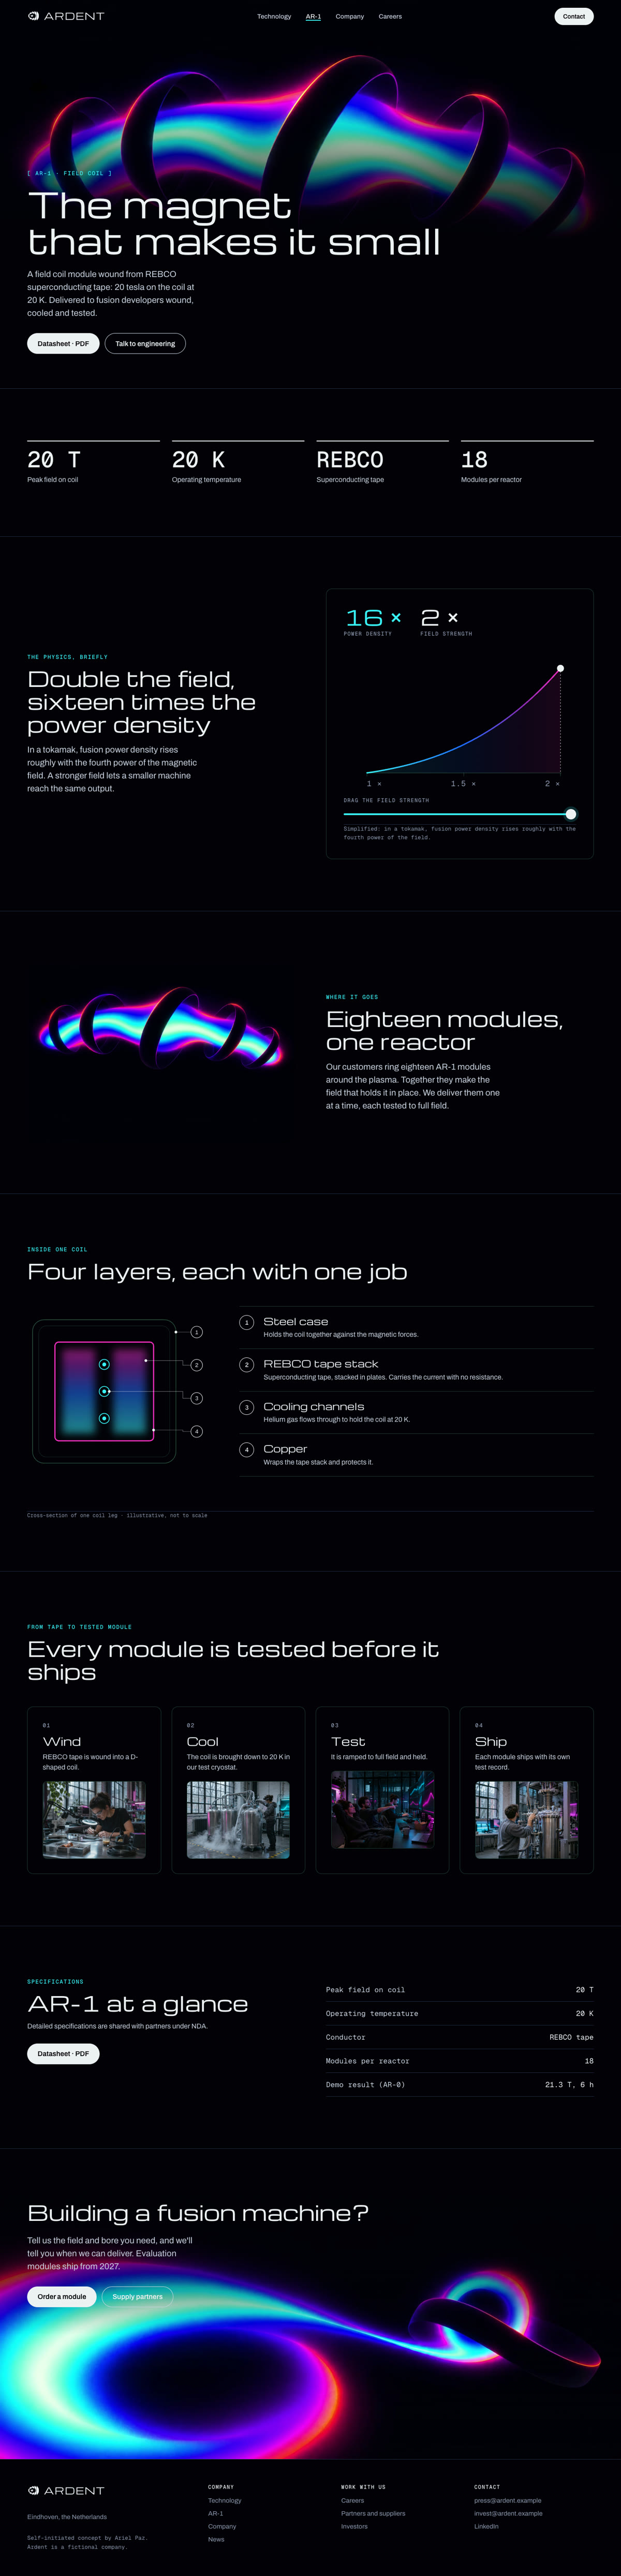 ARDENT
Technology
AR-1
Company
Careers
Contact
[ AR-1 · FIELD COIL ]
The magnet
that makes it small
A field coil module wound from REBCO
superconducting tape: 20 tesla on the coil at
20 K. Delivered to fusion developers wound,
cooled and tested.
Datasheet · PDF
Talk to engineering
20 T
Peak field on coil
20 K
Operating temperature
REBCO
Superconducting tape
18
Modules per reactor
THE PHYSICS, BRIEFLY
Double the field,
sixteen times the
power density
In a tokamak, fusion power density rises
roughly with the fourth power of the magnetic
field. A stronger field lets a smaller machine
reach the same output.
16 ×
POWER DENSITY
2 ×
FIELD STRENGTH
1 ×
1.5 ×
2 ×
DRAG THE FIELD STRENGTH
Simplified: in a tokamak, fusion power density rises roughly with the
fourth power of the field.
WHERE IT GOES
Eighteen modules,
one reactor
Our customers ring eighteen AR-1 modules
around the plasma. Together they make the
field that holds it in place. We deliver them one
at a time, each tested to full field.
INSIDE ONE COIL
Four layers, each with one job
1
2
3
4
1
Steel case
Holds the coil together against the magnetic forces.
2
REBCO tape stack
Superconducting tape, stacked in plates. Carries the current with no resistance.
3
Cooling channels
Helium gas flows through to hold the coil at 20 K.
4
Copper
Wraps the tape stack and protects it.
Cross-section of one coil leg · illustrative, not to scale
FROM TAPE TO TESTED MODULE
Every module is tested before it
ships
01
Wind
REBCO tape is wound into a D-
shaped coil.
02
Cool
The coil is brought down to 20 K in
our test cryostat.
03
Test
It is ramped to full field and held.
04
Ship
Each module ships with its own
test record.
SPECIFICATIONS
AR-1 at a glance
Detailed specifications are shared with partners under NDA.
Datasheet · PDF
Peak field on coil 20 T
Operating temperature 20 K
Conductor REBCO tape
Modules per reactor 18
Demo result (AR-0) 21.3 T, 6 h
Building a fusion machine?
Tell us the field and bore you need, and we'll
tell you when we can deliver. Evaluation
modules ship from 2027.
Order a module
Supply partners
ARDENT
Eindhoven, the Netherlands
Self-initiated concept by Ariel Paz.
Ardent is a fictional company.
COMPANY
Technology
AR-1
Company
News
WORK WITH US
Careers
Partners and suppliers
Investors
CONTACT
press@ardent.example
invest@ardent.example
LinkedIn